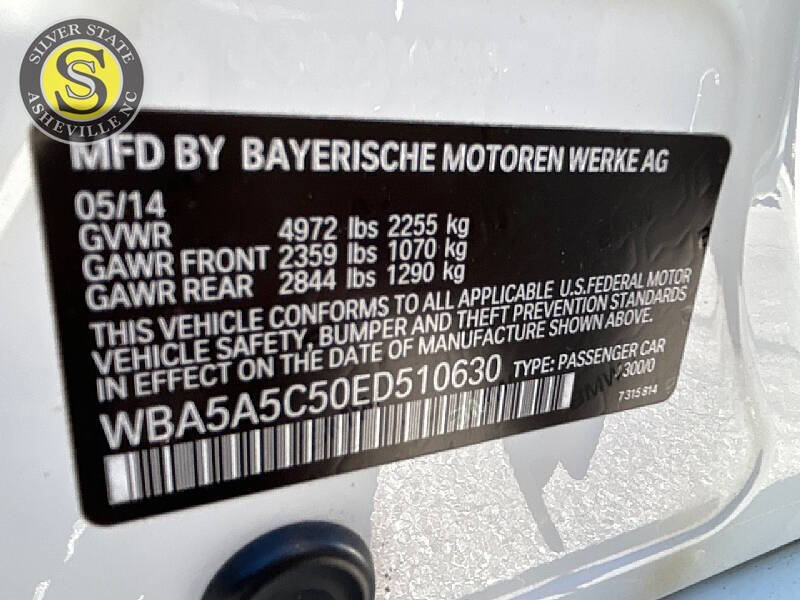 SILVER STATE
S
ASHEVILLE NC
MFD BY BAYERISCHE MOTOREN WERKE AG
05/14
GVWR 4972 lbs 2255 kg
GAWR FRONT 2359 lbs 1070 kg
GAWR REAR 2844 lbs 1290 kg
THIS VEHICLE CONFORMS TO ALL APPLICABLE U.S.FEDERAL MOTOR
VEHICLE SAFETY, BUMPER AND THEFT PREVENTION STANDARDS
IN EFFECT ON THE DATE OF MANUFACTURE SHOWN ABOVE.
WBA5A5C50ED510630 TYPE: PASSENGER CAR
/300/0
BMW
7315814